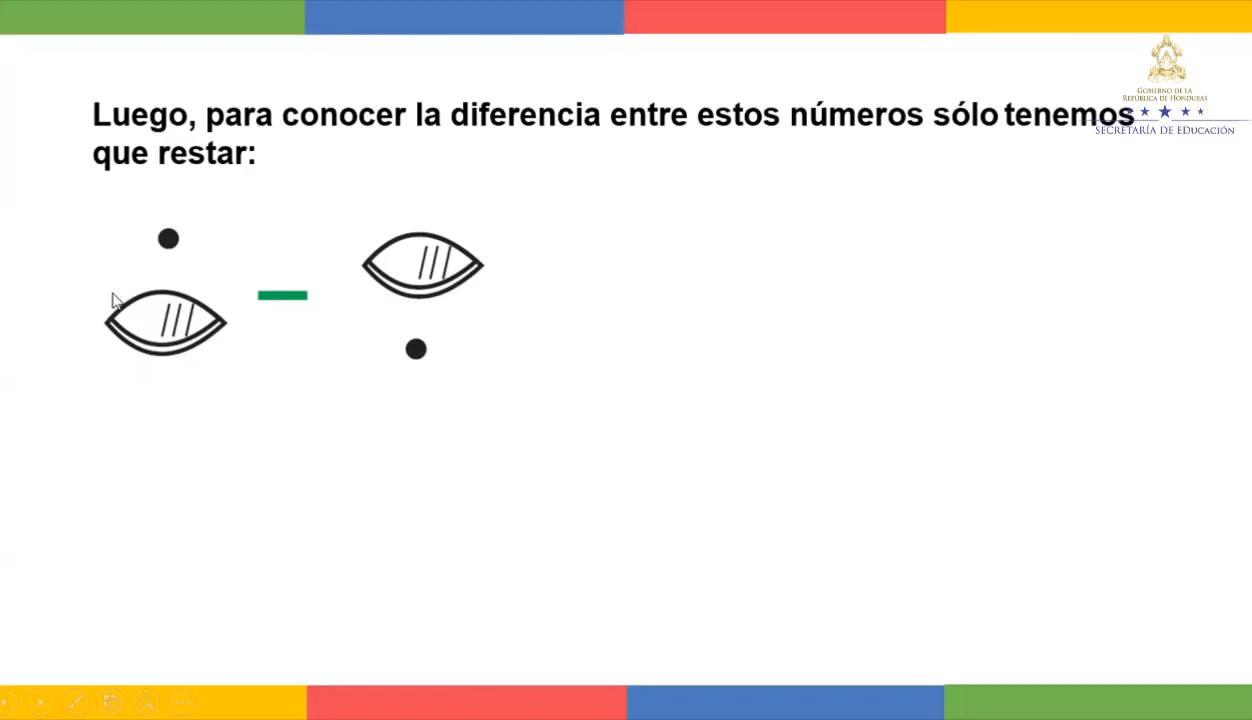 Luego, para conocer la diferencia entre estos números sólo tenemos
que restar:
GOBIERNO DE LA
REPÚBLICA DE HONDURAS
SECRETARÍA DE EDUCACIÓN